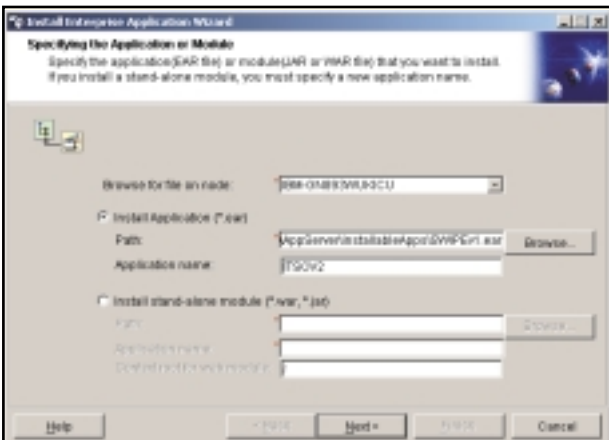 Install Enterprise Application Wizard
Specifying the Application or Module
Specify the application(EAR file) or module(JAR or WAR file) that you want to install.
If you install a stand-alone module, you must specify a new application name.
Browse for file on node:
Install Application (*.ear)
Path:
Browse...
Application name:
ITSOV2
Install stand-alone module (*.war, *.jar)
Path:
Browse...
Application name:
Context root for web module:
/
Help
< Back
Next >
Finish
Cancel